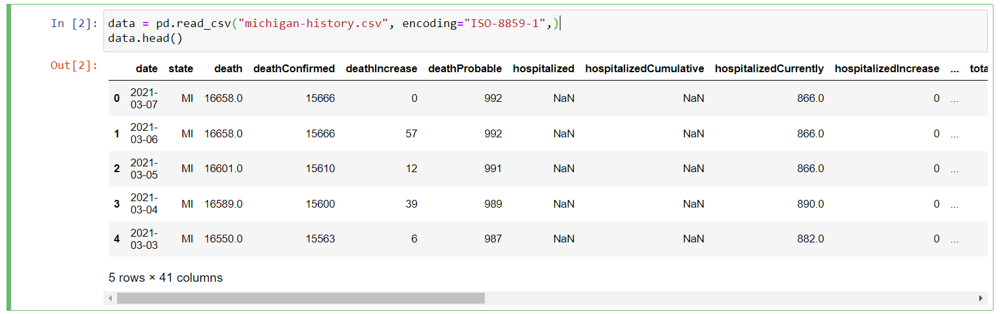 In [2]: data = pd.read_csv("michigan-history.csv", encoding="ISO-8859-1",)
data.head()
Out[2]:
date state death deathConfirmed deathIncrease deathProbable hospitalized hospitalizedCumulative hospitalizedCurrently hospitalizedIncrease ... tota
0 2021-03-07 MI 16658.0 15666 0 992 NaN NaN 866.0 0 ...
1 2021-03-06 MI 16658.0 15666 57 992 NaN NaN 866.0 0 ...
2 2021-03-05 MI 16601.0 15610 12 991 NaN NaN 866.0 0 ...
3 2021-03-04 MI 16589.0 15600 39 989 NaN NaN 890.0 0 ...
4 2021-03-03 MI 16550.0 15563 6 987 NaN NaN 882.0 0 ...
5 rows × 41 columns